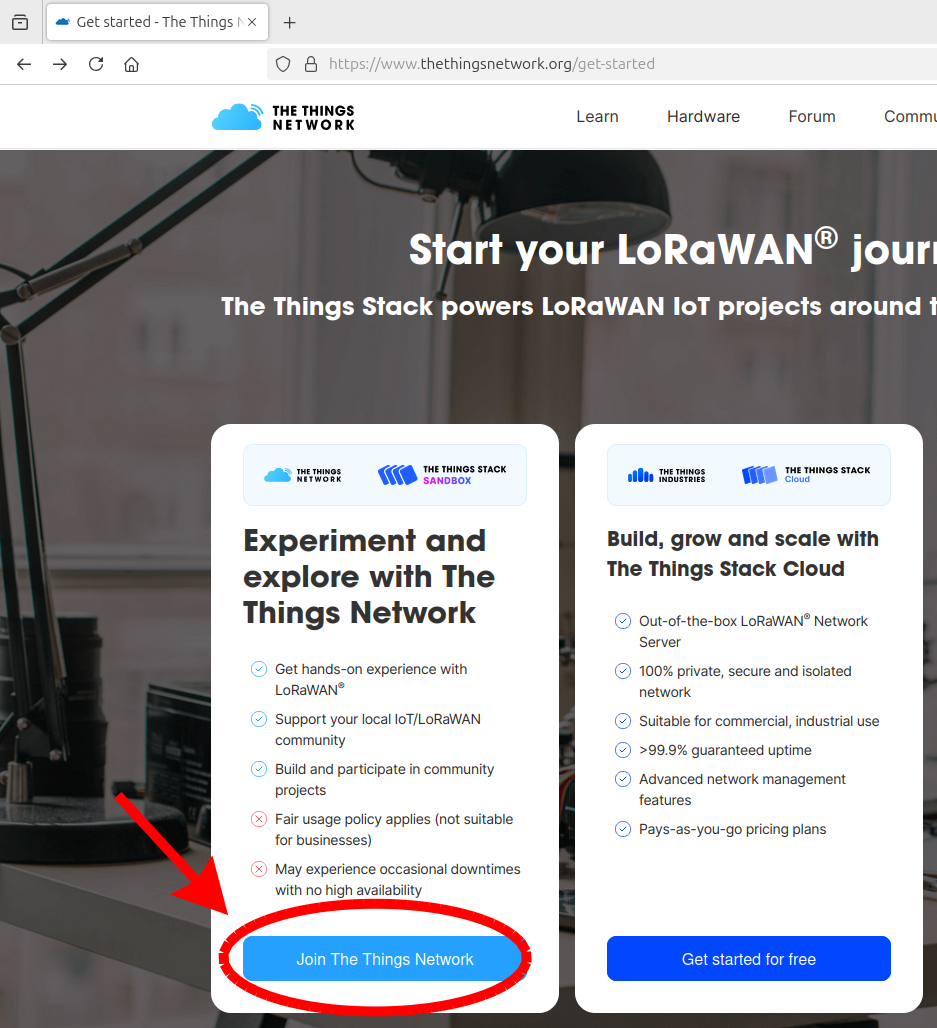 Get started - The Things N
https://www.thethingsnetwork.org/get-started
THE THINGS
NETWORK
Learn
Hardware
Forum
Commu
Start your LoRaWAN® jour
The Things Stack powers LoRaWAN IoT projects around t
THE THINGS
NETWORK
THE THINGS STACK
SANDBOX
Experiment and
explore with The
Things Network
Get hands-on experience with
LoRaWAN®
Support your local IoT/LoRaWAN
community
Build and participate in community
projects
Fair usage policy applies (not suitable
for businesses)
May experience occasional downtimes
with no high availability
Join The Things Network
THE THINGS
INDUSTRIES
THE THINGS STACK
Cloud
Build, grow and scale with
The Things Stack Cloud
Out-of-the-box LoRaWAN® Network
Server
100% private, secure and isolated
network
Suitable for commercial, industrial use
>99.9% guaranteed uptime
Advanced network management
features
Pays-as-you-go pricing plans
Get started for free